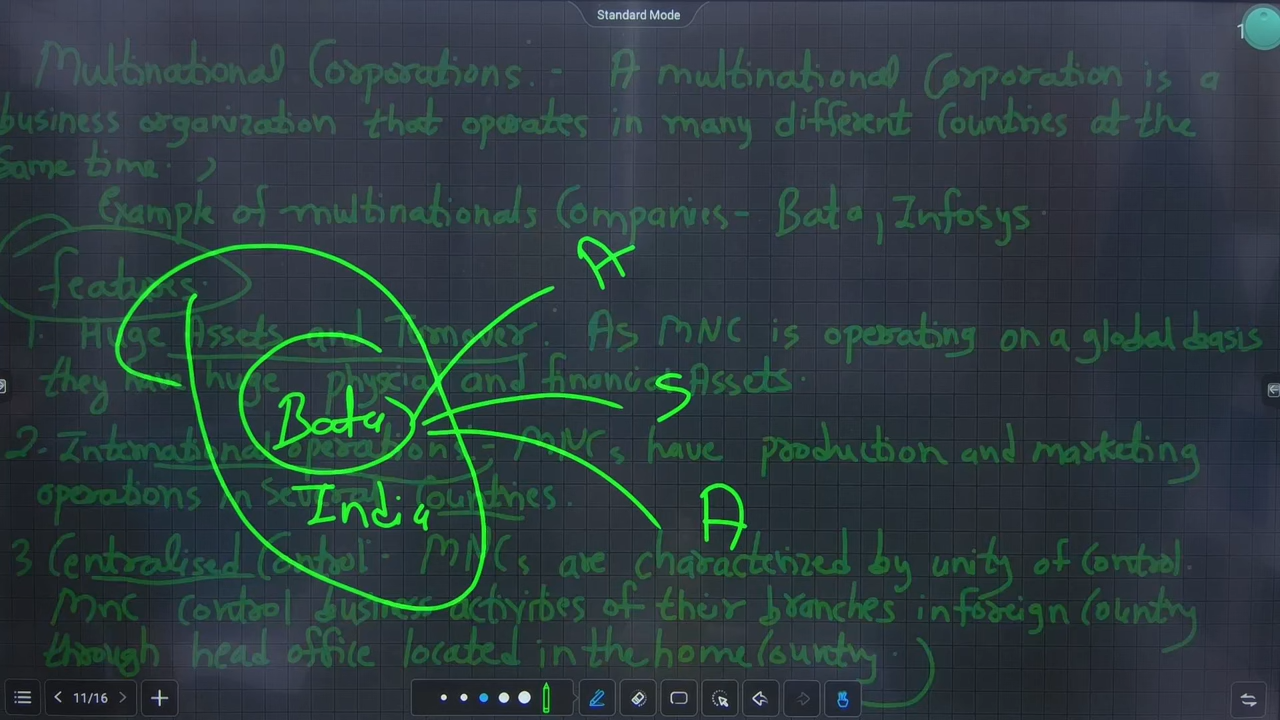 Standard Mode
1
Multinational Corporations. - A multinational Corporation is a
business organization that operates in many different Countries at the
same time.
Example of multinationals Companies - Bata, Infosys.
features.
A
1. Huge Assets and Turnover. As MNC is operating on a global basis
they huge physical and financial Assets.
S
Bata
2. International operations - MNCs have production and marketing
operations in several Countries.
India
A
3 Centralised Control - MNCs are characterized by unity of Control.
MNC Control business activities of their branches in foreign Country
through head office located in the home Country.
11/16